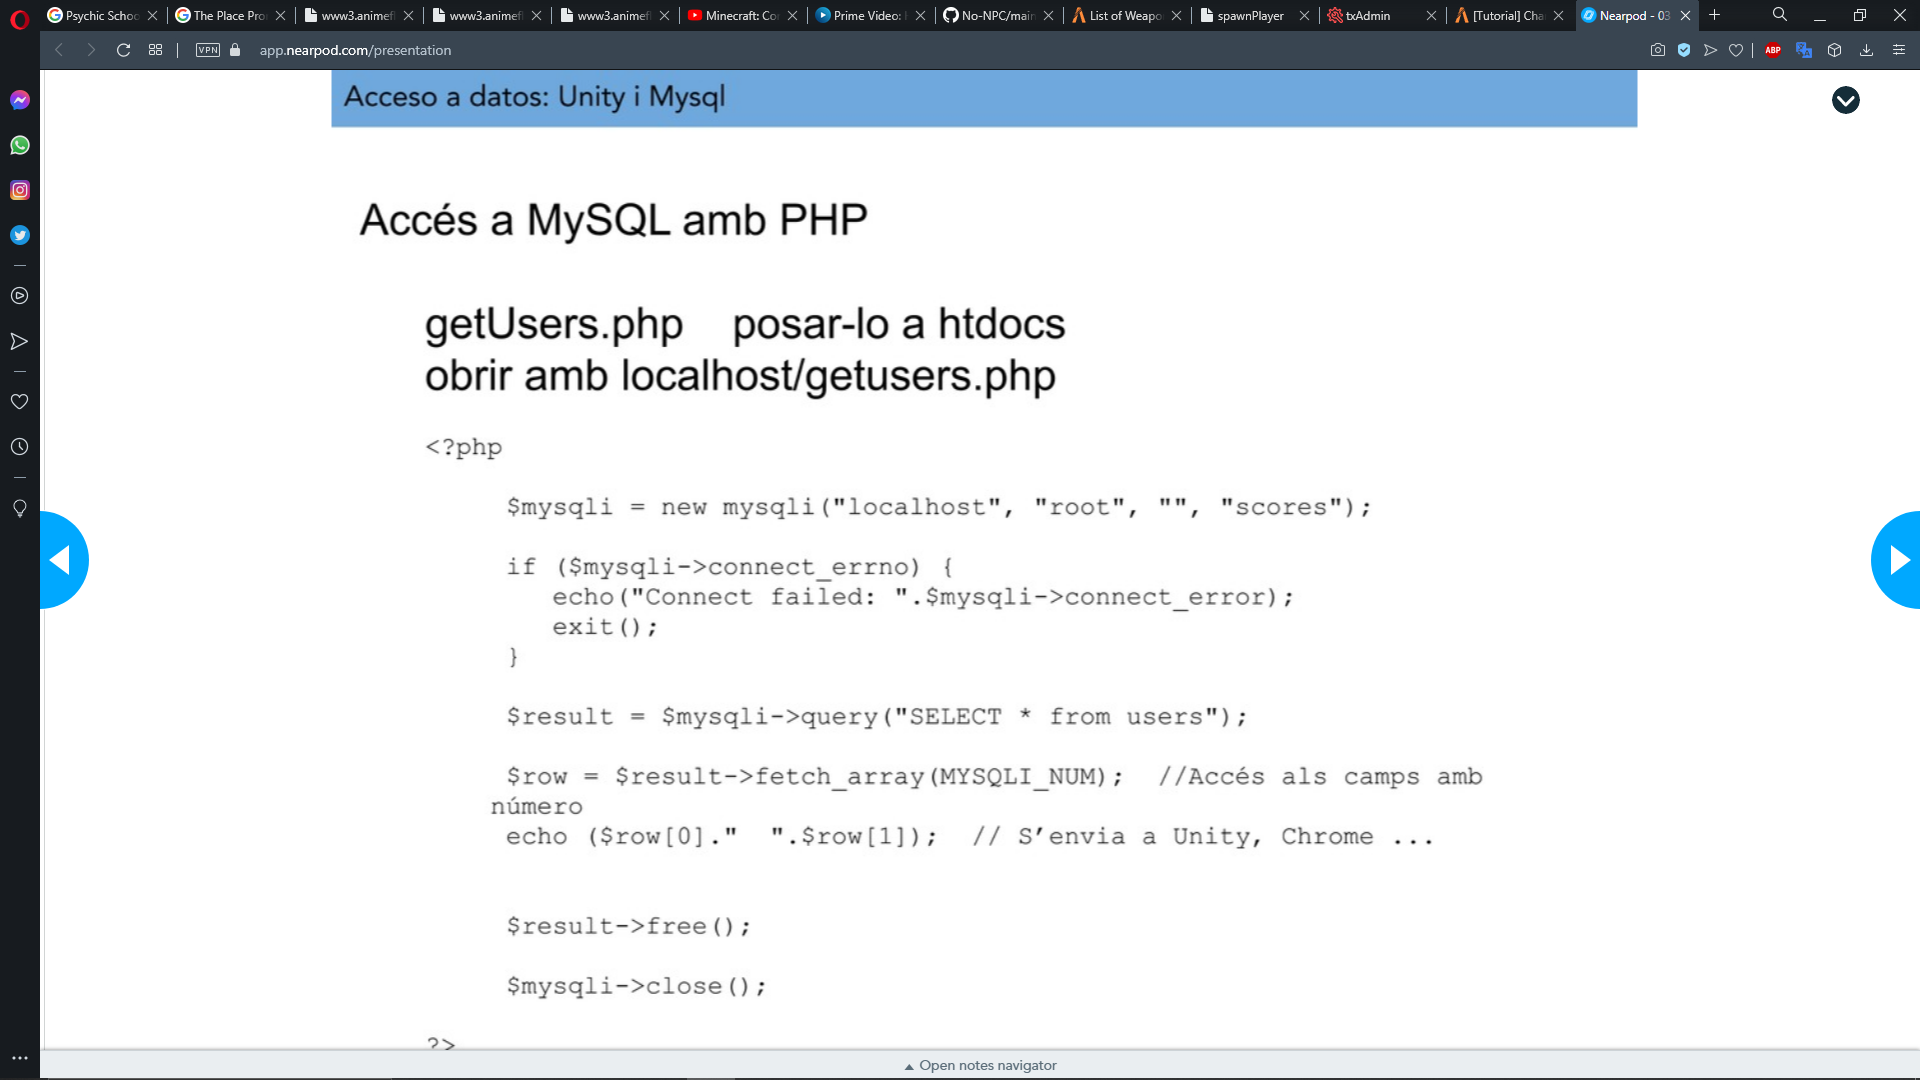 Psychic Schoo
The Place Pro
www3.animefl
www3.animefl
www3.animefl
Minecraft: Co
Prime Video:
No-NPC/main
List of Weapo
spawnPlayer
txAdmin
[Tutorial] Cha
Nearpod - 03
VPN
app.nearpod.com/presentation
ABP
Acceso a datos: Unity i Mysql
Accés a MySQL amb PHP
getUsers.php posar-lo a htdocs
obrir amb localhost/getusers.php
<?php
$mysqli = new mysqli("localhost", "root", "", "scores");
if ($mysqli->connect_errno) {
echo("Connect failed: ".$mysqli->connect_error);
exit();
}
$result = $mysqli->query("SELECT * from users");
$row = $result->fetch_array(MYSQLI_NUM); //Accés als camps amb
número
echo ($row[0]."  ".$row[1]); // S’envia a Unity, Chrome ...
$result->free();
$mysqli->close();
?>
Open notes navigator